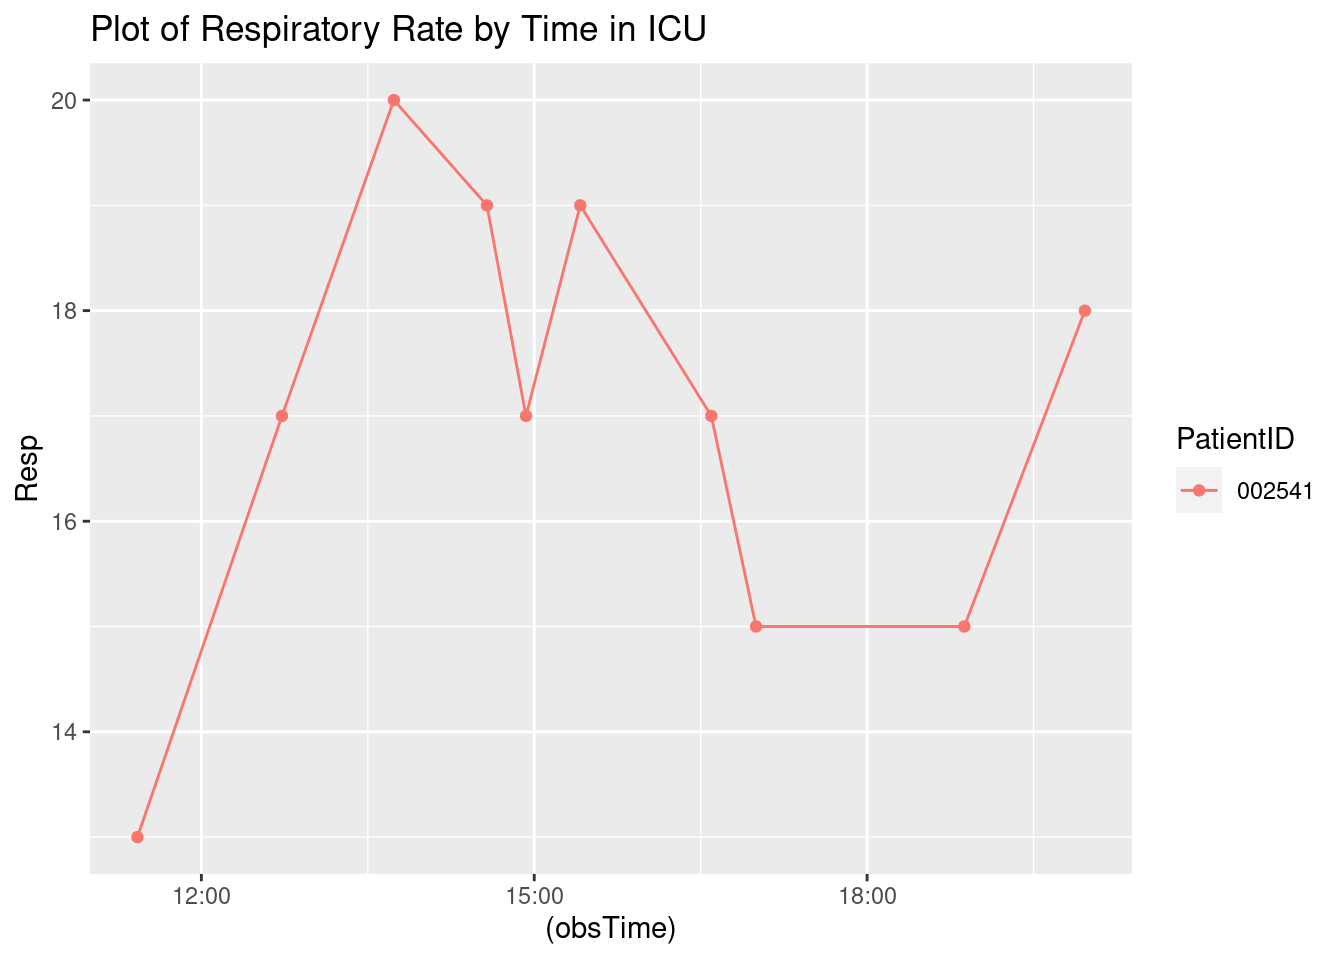 Plot of Respiratory Rate by Time in ICU
20
18
16
14
Resp
12:00
15:00
18:00
(obsTime)
PatientID
002541